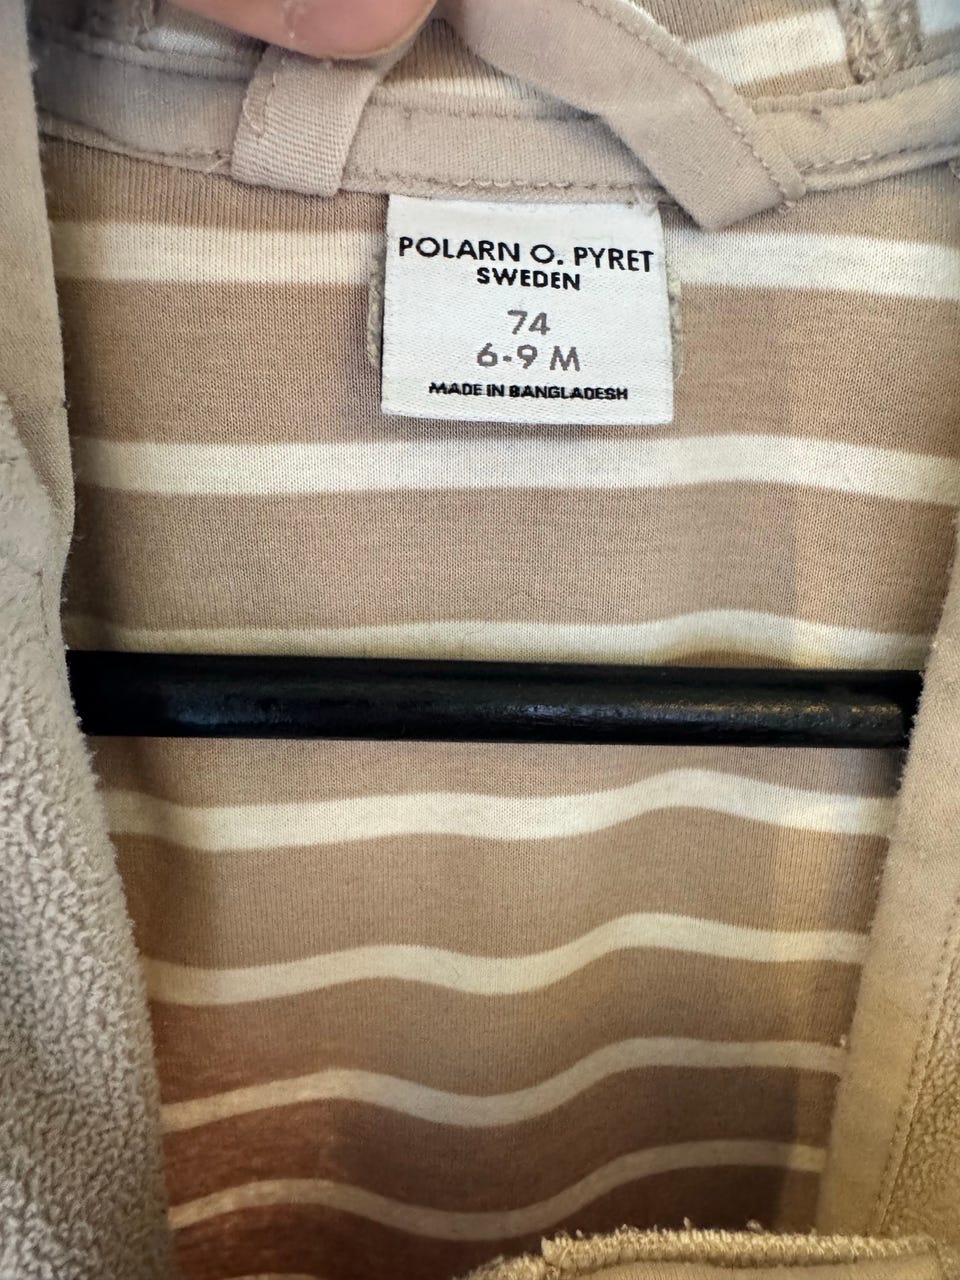 POLARN O. PYRET
SWEDEN
74
6-9 M
MADE IN BANGLADESH